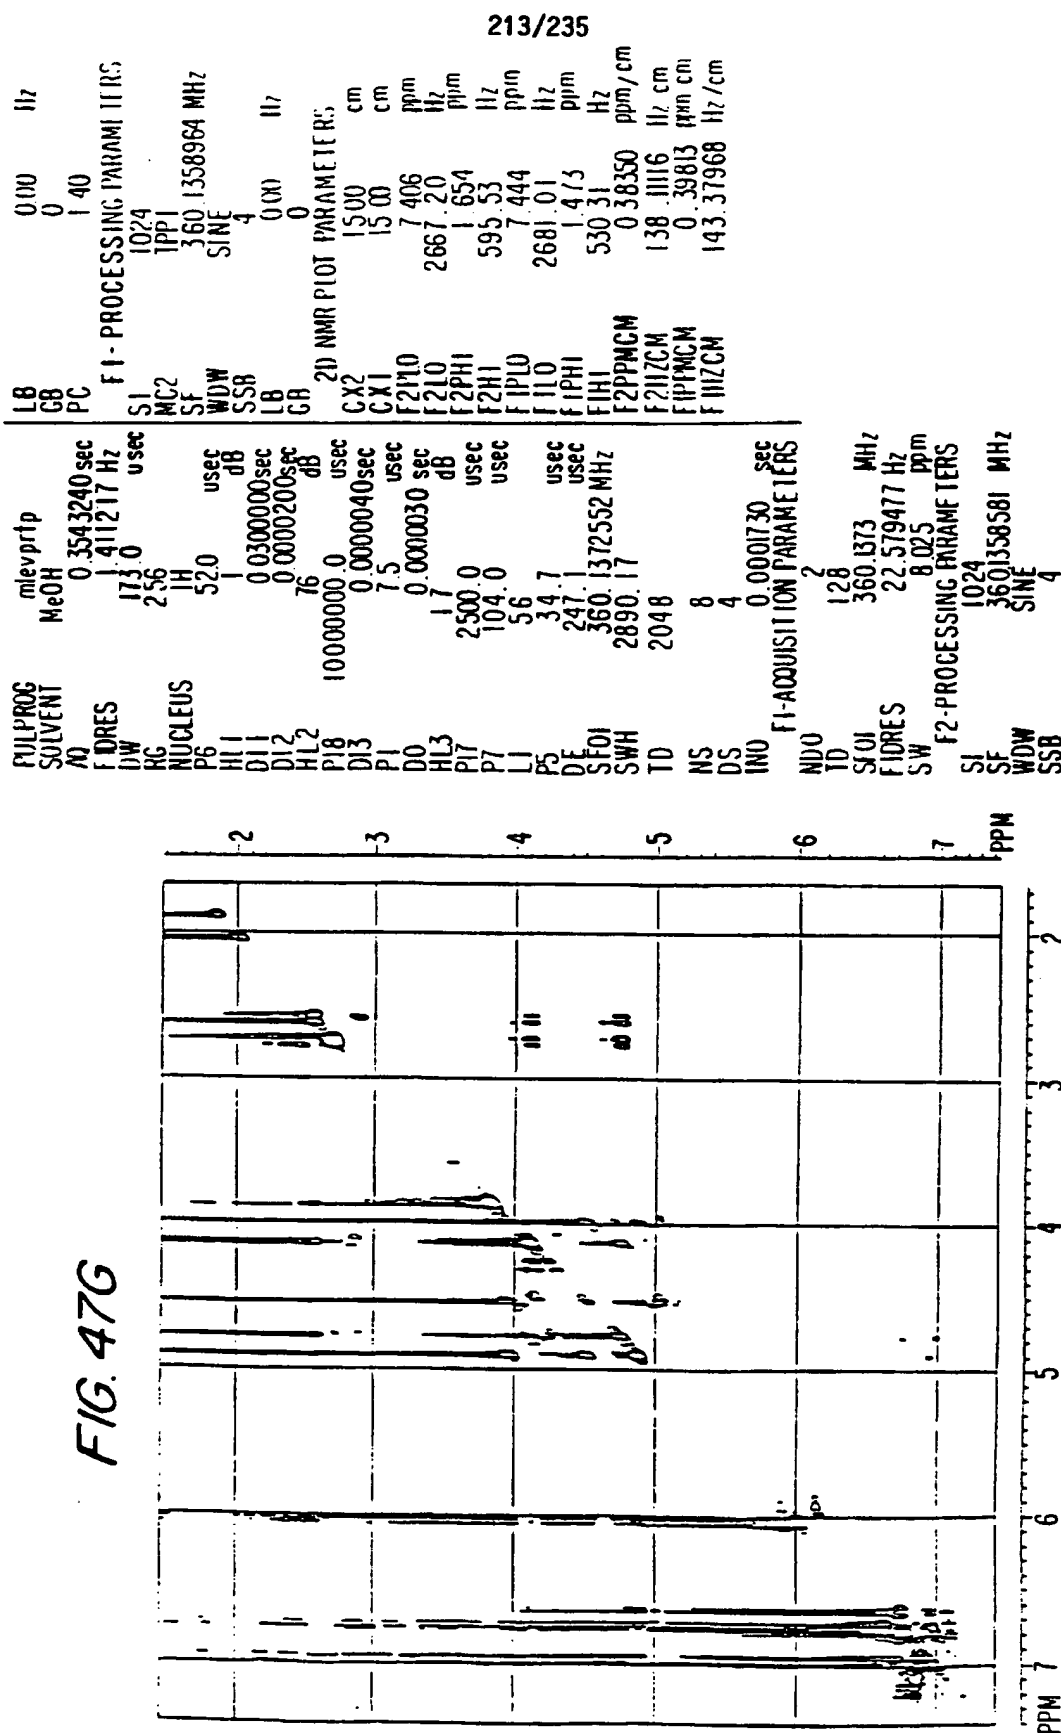 213/235
FIG. 47G
PULPROG mlevprtp
SOLVENT MeOH
AQ 0.3543240 sec
FIDRES 1.411217 Hz
DW 173.0 usec
RG 256
NUCLEUS 1H
P6 52.0 usec
HL1 1 dB
D11 0.0300000 sec
D12 0.0000200 sec
HL2 76 dB
P18 10000000.0 usec
D13 0.0000040 sec
P1 7.5 usec
D0 0.0000030 sec
HL3 17 dB
P17 2500.0 usec
P7 104.0 usec
L1 56
P5 34.7 usec
DE 247.1 usec
SFO1 360.1372552 MHz
SWH 2890.17
TD 2048
NS 8
DS 4
IN0 0.0001730 sec
F1-ACQUISITION PARAMETERS
ND0 2
TD 128
SFO1 360.1373 MHz
FIDRES 22.579477 Hz
SW 8.025 ppm
F2-PROCESSING PARAMETERS
SI 1024
SF 360.1358581 MHz
WDW SINE
SSB 4
LB 0.00 Hz
GB 0
PC 1.40
F1-PROCESSING PARAMETERS
SI 1024
MC2 TPPI
SF 360.1358964 MHz
WDW SINE
SSB 4
LB 0.00 Hz
GB 0
2D NMR PLOT PARAMETERS
CX2 15.00 cm
CX1 15.00 cm
F2PLO 7.406 ppm
F2LO 2667.20 Hz
F2PHI 1.654 ppm
F2HI 595.53 Hz
F1PLO 7.444 ppm
F1LO 2681.01 Hz
F1PHI 1.473 ppm
F1HI 530.31 Hz
F2PPMCM 0.38350 ppm/cm
F2HZCM 138.11116 Hz cm
F1PPMCM 0.39813 ppm cm
F1HZCM 143.37968 Hz/cm
2 3 4 5 6 7 PPM
PPM 7 6 5 4 3 2